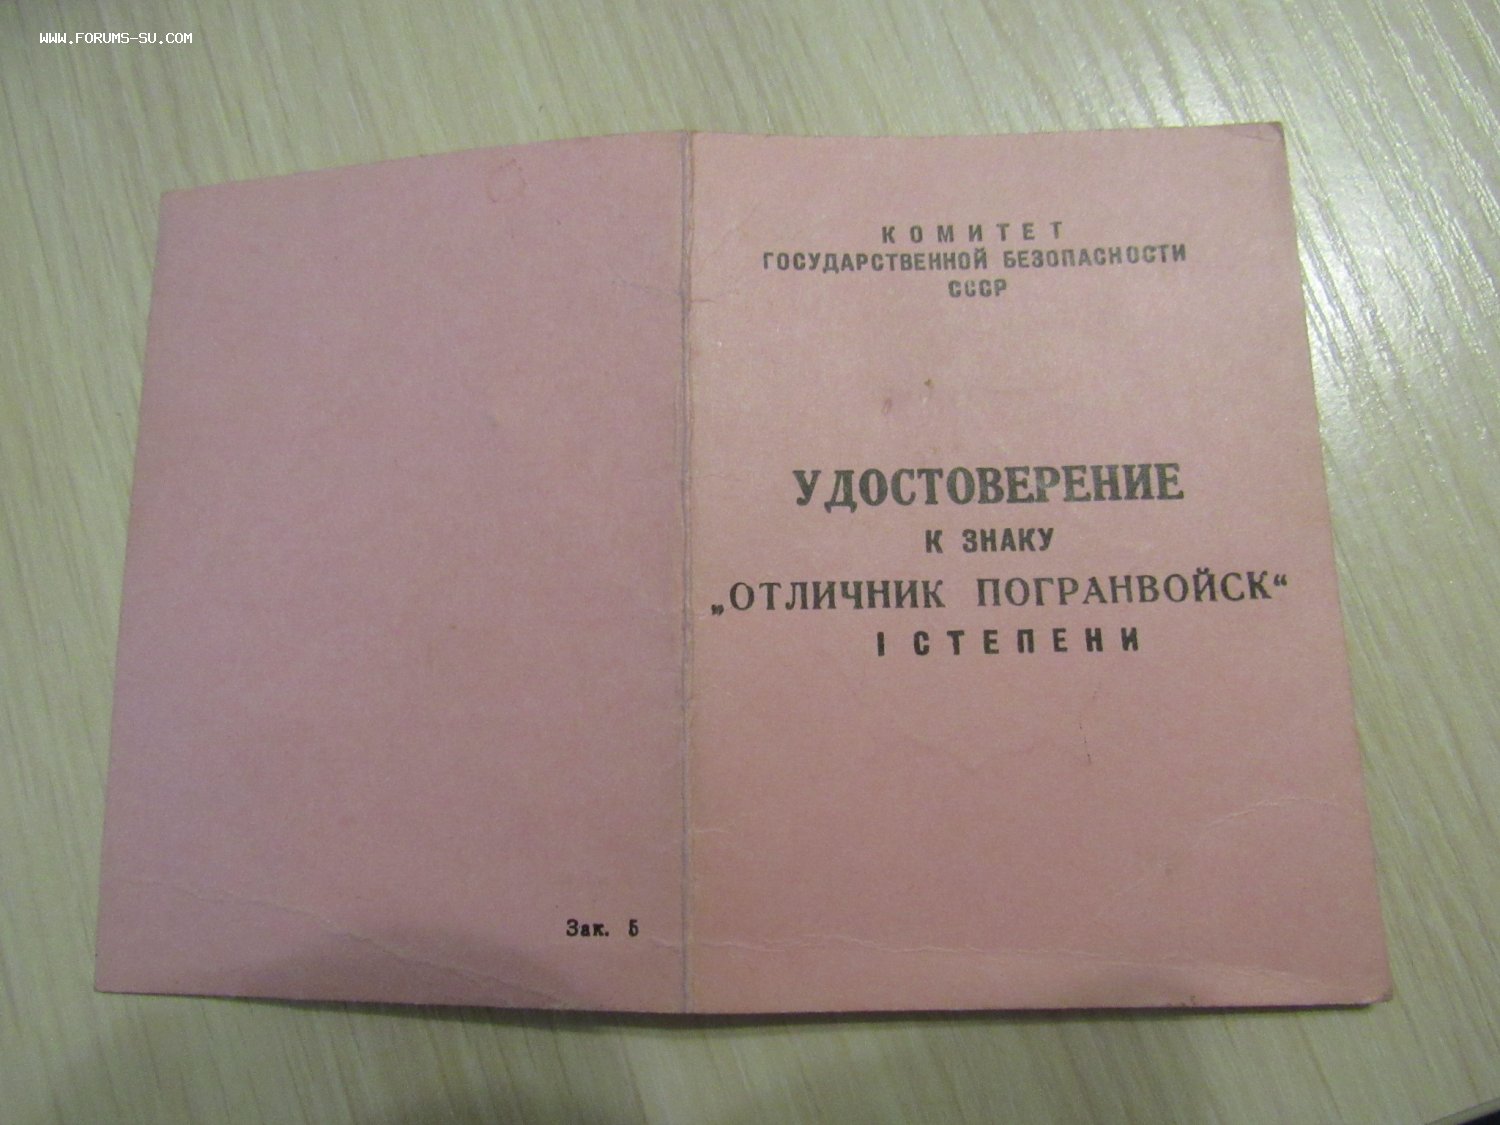 WWW.FORUMS-SU.COM
КОМИТЕТ
ГОСУДАРСТВЕННОЙ БЕЗОПАСНОСТИ
СССР
УДОСТОВЕРЕНИЕ
К ЗНАКУ
„ОТЛИЧНИК ПОГРАНВОЙСК“
I СТЕПЕНИ
Зак. 5